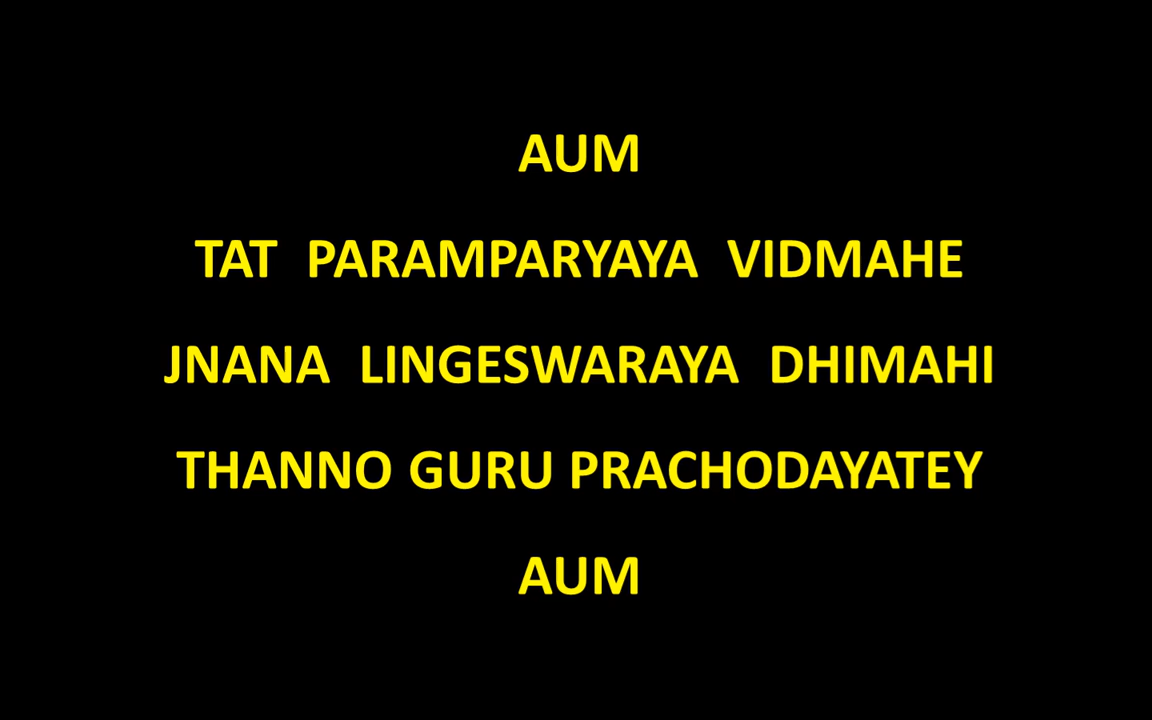 AUM
TAT PARAMPARYAYA VIDMAHE
JNANA LINGESWARAYA DHIMAHI
THANNO GURU PRACHODAYATEY
AUM